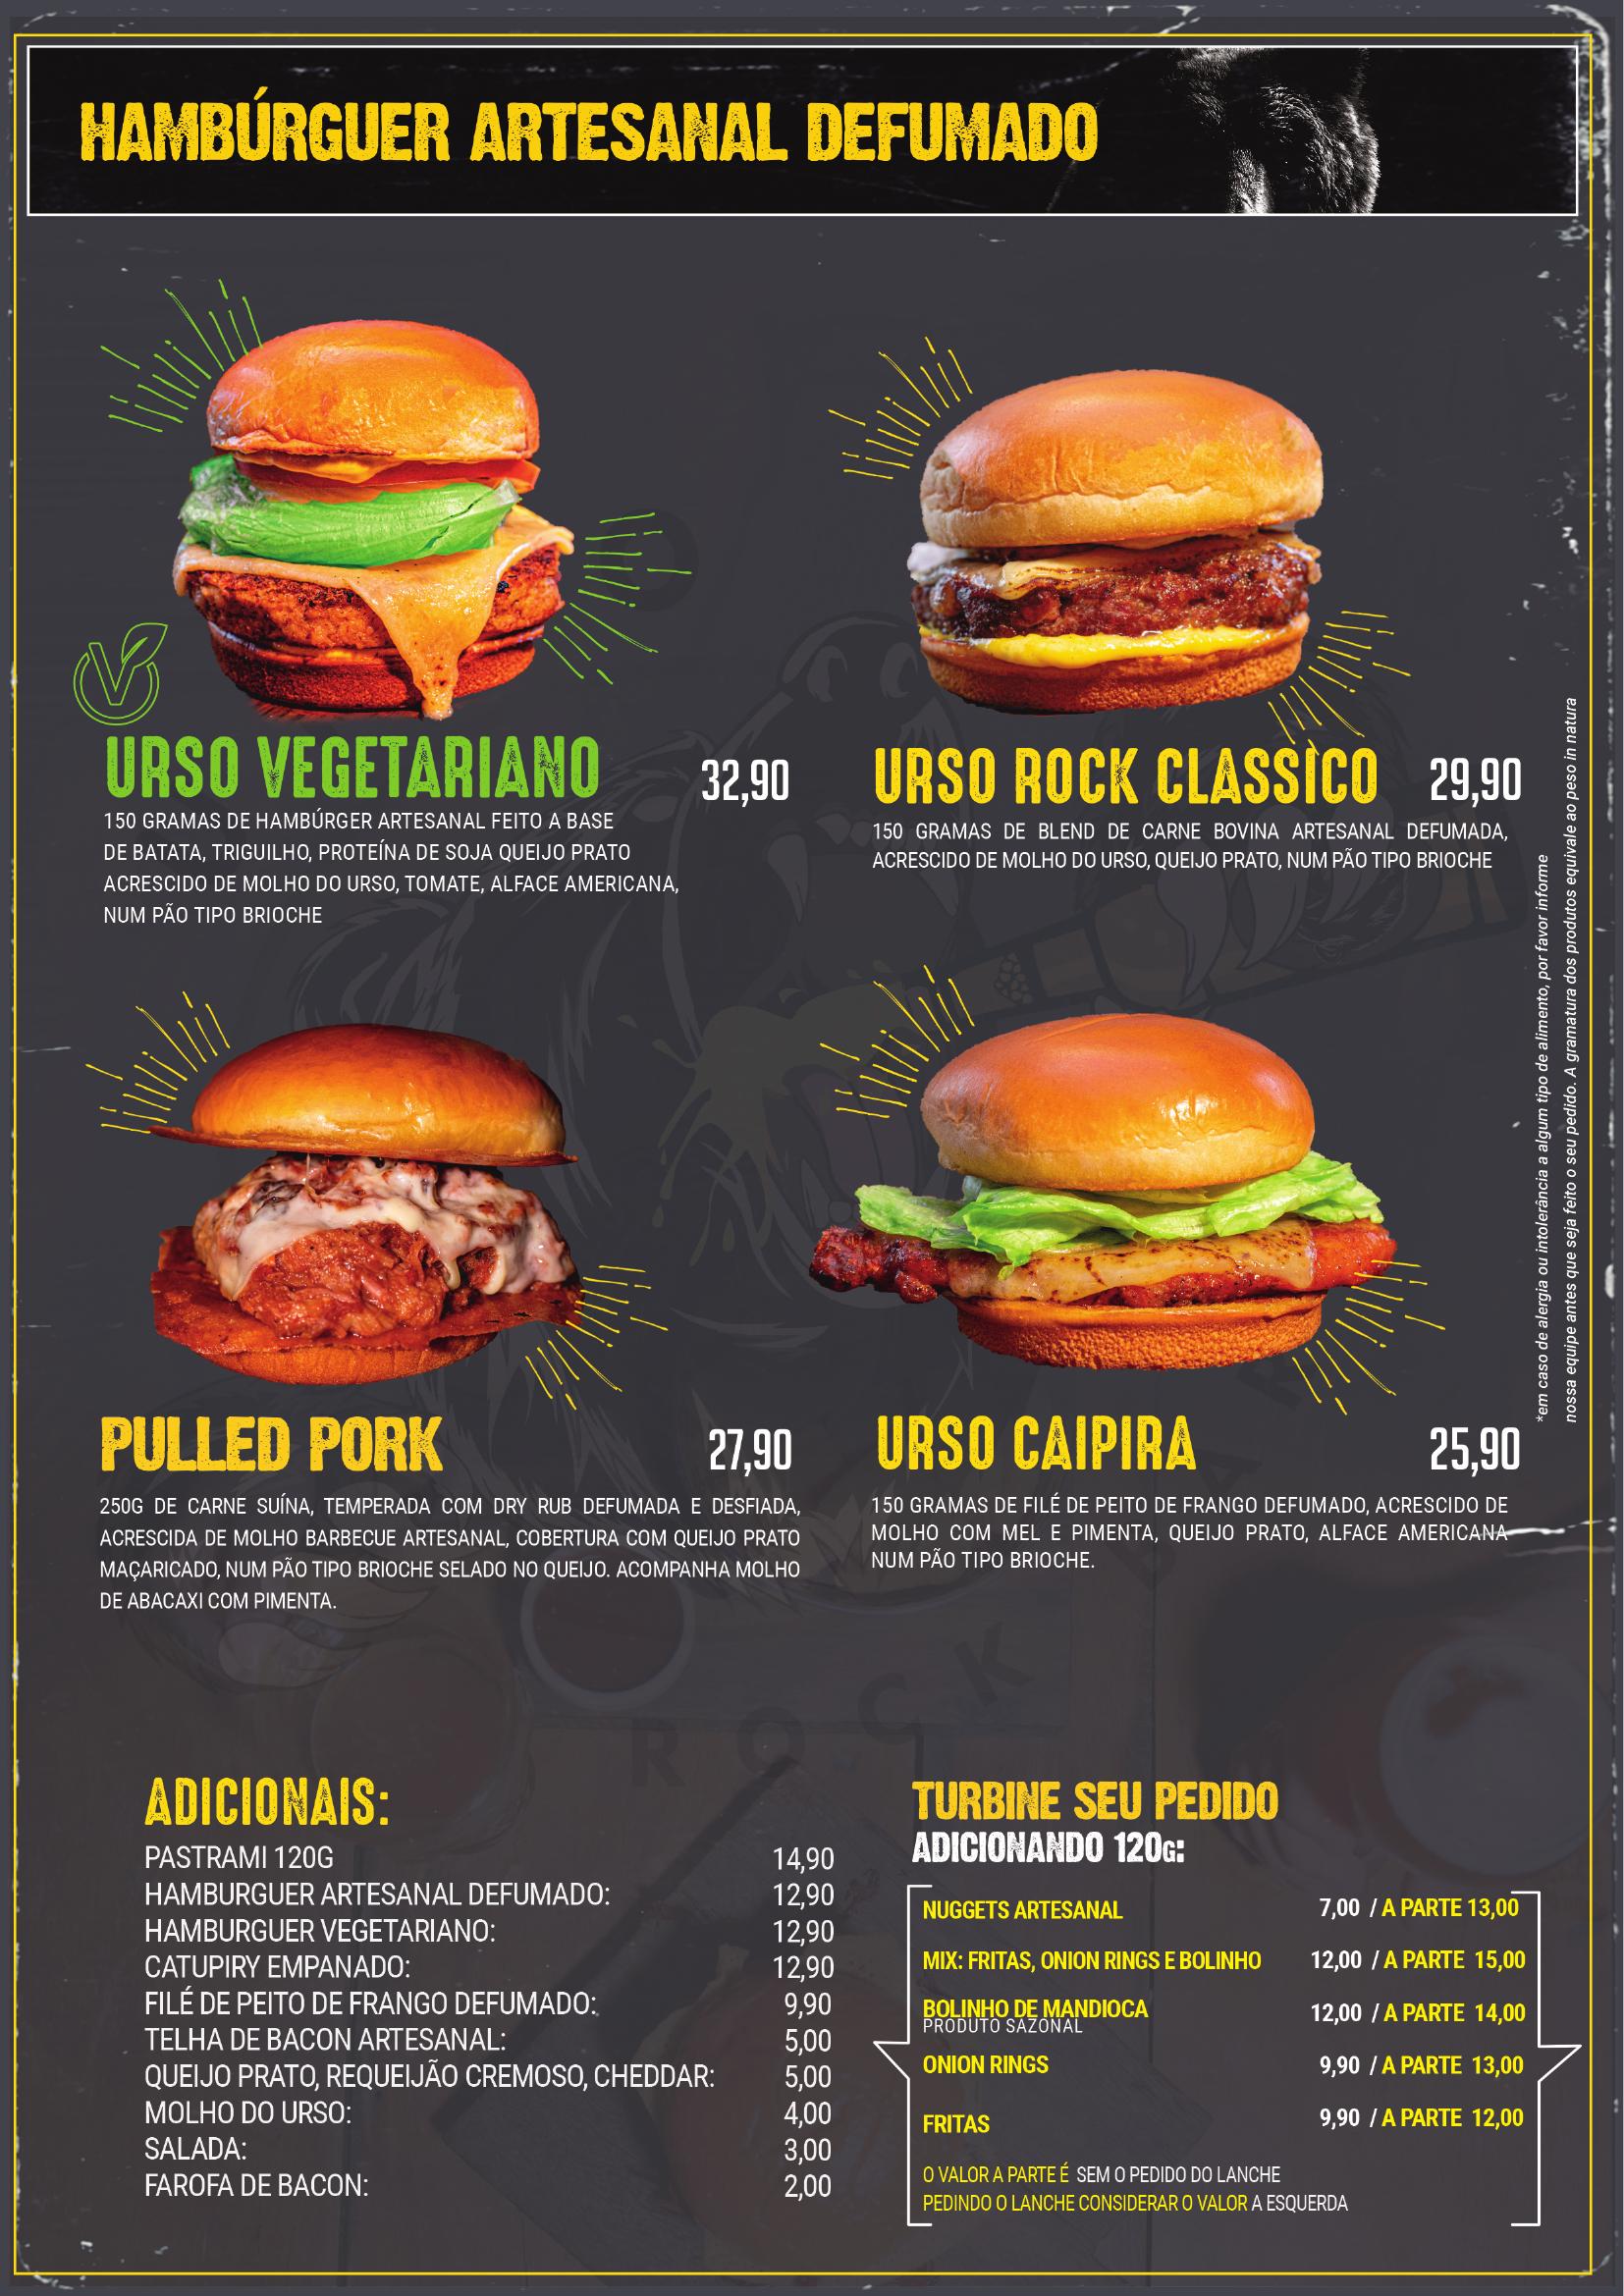 HAMBÚRGUER ARTESANAL DEFUMADO
URSO VEGETARIANO 32,90
150 GRAMAS DE HAMBÚRGER ARTESANAL FEITO A BASE
DE BATATA, TRIGUILHO, PROTEÍNA DE SOJA QUEIJO PRATO
ACRESCIDO DE MOLHO DO URSO, TOMATE, ALFACE AMERICANA,
NUM PÃO TIPO BRIOCHE
URSO ROCK CLASSÍCO 29,90
150 GRAMAS DE BLEND DE CARNE BOVINA ARTESANAL DEFUMADA,
ACRESCIDO DE MOLHO DO URSO, QUEIJO PRATO, NUM PÃO TIPO BRIOCHE
*em caso de alergia ou intolerância a algum tipo de alimento, por favor informe
nossa equipe antes que seja feito o seu pedido. A gramatura dos produtos equivale ao peso in natura
PULLED PORK 27,90
250G DE CARNE SUÍNA, TEMPERADA COM DRY RUB DEFUMADA E DESFIADA,
ACRESCIDA DE MOLHO BARBECUE ARTESANAL, COBERTURA COM QUEIJO PRATO
MAÇARICADO, NUM PÃO TIPO BRIOCHE SELADO NO QUEIJO. ACOMPANHA MOLHO
DE ABACAXI COM PIMENTA.
URSO CAIPIRA 25,90
150 GRAMAS DE FILÉ DE PEITO DE FRANGO DEFUMADO, ACRESCIDO DE
MOLHO COM MEL E PIMENTA, QUEIJO PRATO, ALFACE AMERICANA
NUM PÃO TIPO BRIOCHE.
ROCK
ADICIONAIS:
PASTRAMI 120G 14,90
HAMBURGUER ARTESANAL DEFUMADO: 12,90
HAMBURGUER VEGETARIANO: 12,90
CATUPIRY EMPANADO: 12,90
FILÉ DE PEITO DE FRANGO DEFUMADO: 9,90
TELHA DE BACON ARTESANAL: 5,00
QUEIJO PRATO, REQUEIJÃO CREMOSO, CHEDDAR: 5,00
MOLHO DO URSO: 4,00
SALADA: 3,00
FAROFA DE BACON: 2,00
TURBINE SEU PEDIDO
ADICIONANDO 120G:
NUGGETS ARTESANAL 7,00 / A PARTE 13,00
MIX: FRITAS, ONION RINGS E BOLINHO 12,00 / A PARTE 15,00
BOLINHO DE MANDIOCA 12,00 / A PARTE 14,00
PRODUTO SAZONAL
ONION RINGS 9,90 / A PARTE 13,00
FRITAS 9,90 / A PARTE 12,00
O VALOR A PARTE É SEM O PEDIDO DO LANCHE
PEDINDO O LANCHE CONSIDERAR O VALOR A ESQUERDA